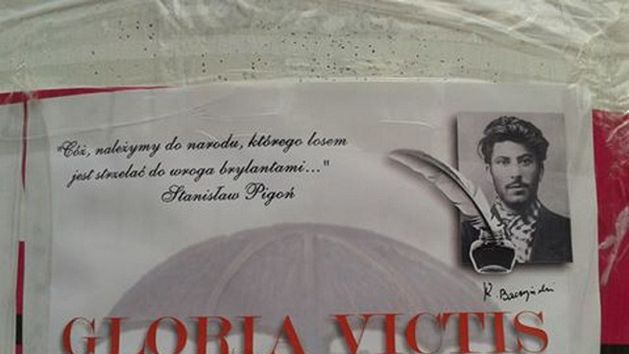 "Cóż, należymy do narodu, którego losem
jest strzelać do wroga brylantami..."
Stanisław Pigoń
K. Baczyński
GLORIA VICTIS